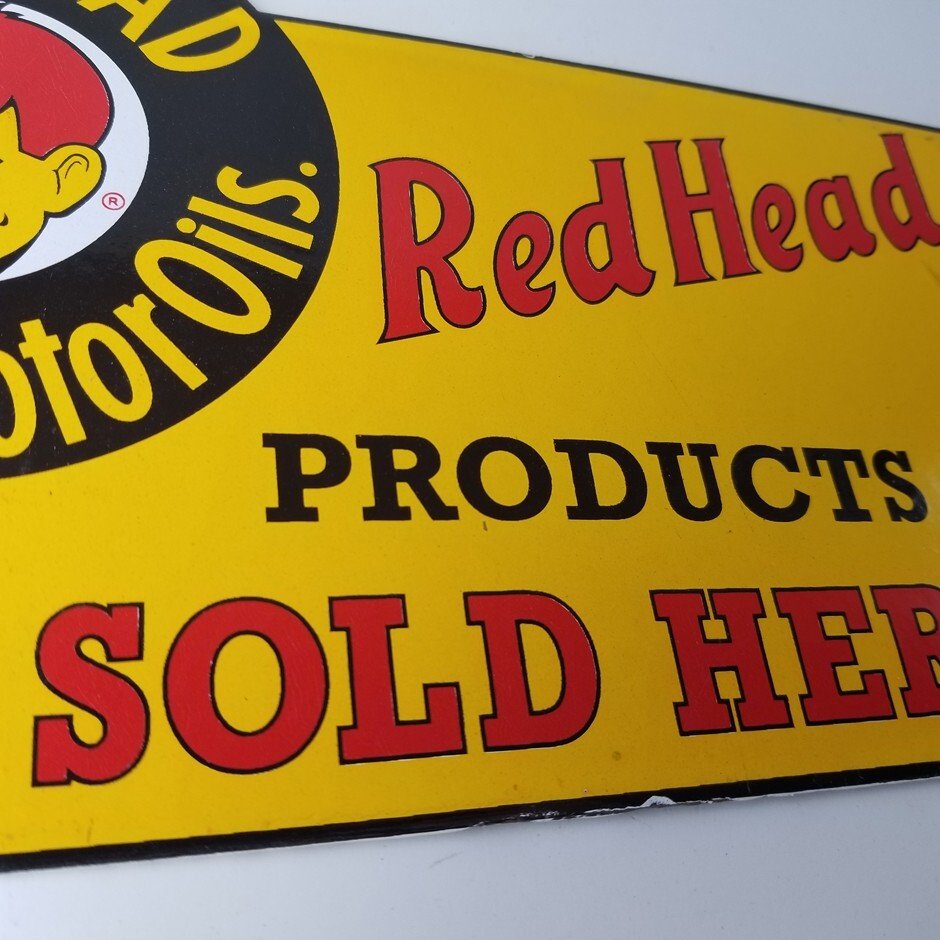 AD
®
otorOils.
RedHead
PRODUCTS
SOLD HER